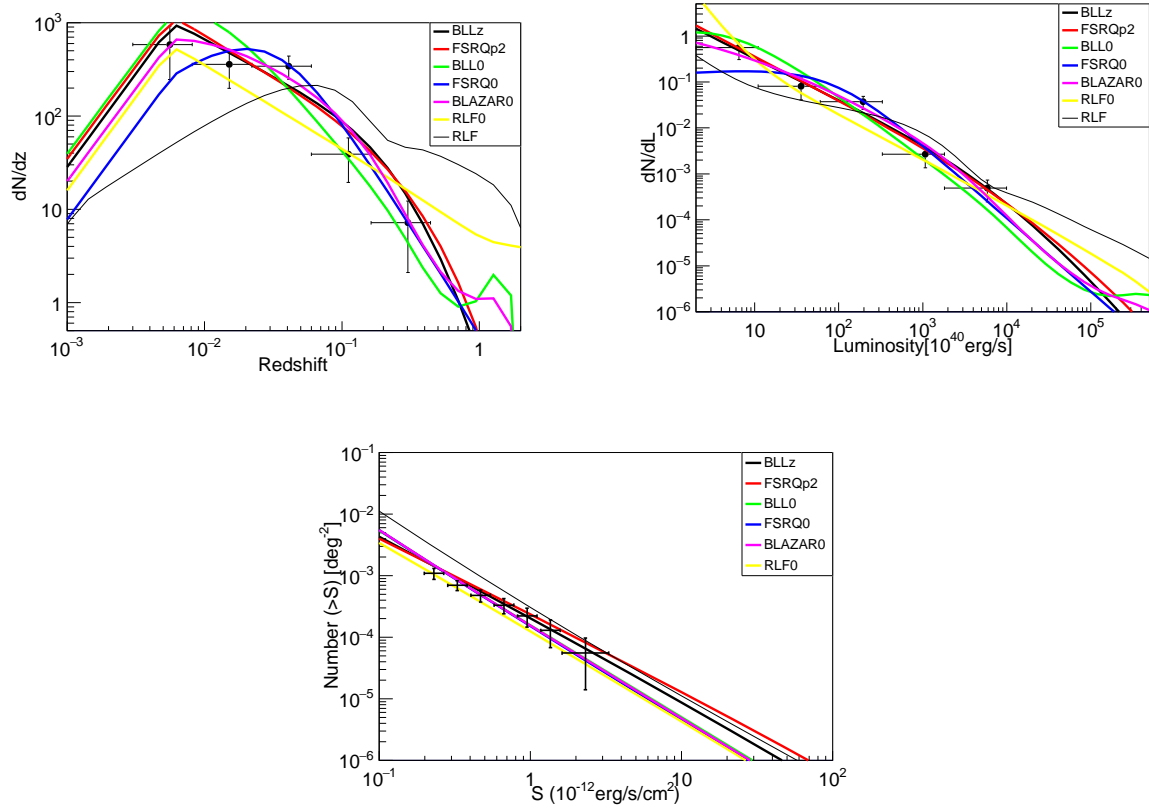 dN/dz
10³
10²
10
1
10⁻³
10⁻²
10⁻¹
1
Redshift
BLLz
FSRQp2
BLL0
FSRQ0
BLAZAR0
RLF0
RLF
dN/dL
1
10⁻¹
10⁻²
10⁻³
10⁻⁴
10⁻⁵
10⁻⁶
10
10²
10³
10⁴
10⁵
Luminosity[10⁴⁰erg/s]
BLLz
FSRQp2
BLL0
FSRQ0
BLAZAR0
RLF0
RLF
Number (>S) [deg⁻²]
10⁻¹
10⁻²
10⁻³
10⁻⁴
10⁻⁵
10⁻⁶
10⁻¹
1
10
10²
S (10⁻¹²erg/s/cm²)
BLLz
FSRQp2
BLL0
FSRQ0
BLAZAR0
RLF0